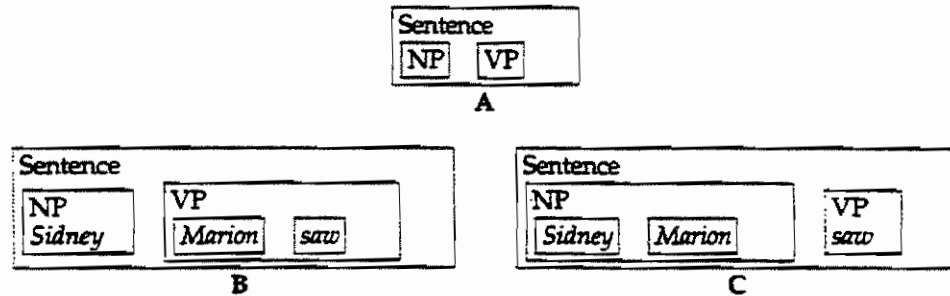 Sentence
NP VP
A
Sentence
NP VP
Sidney Marion saw
B
Sentence
NP VP
Sidney Marion saw
C